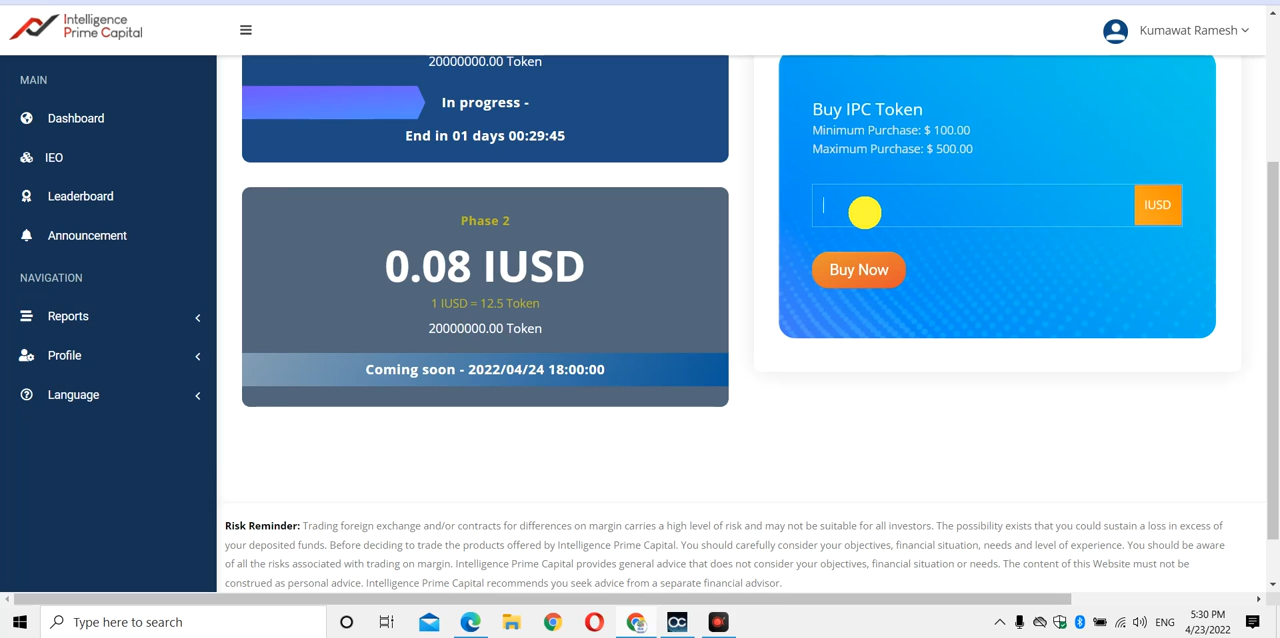 Intelligence
Prime Capital
Kumawat Ramesh
MAIN
Dashboard
IEO
Leaderboard
Announcement
NAVIGATION
Reports
Profile
Language
20000000.00 Token
In progress -
End in 01 days 00:29:45
Phase 2
0.08 IUSD
1 IUSD = 12.5 Token
20000000.00 Token
Coming soon - 2022/04/24 18:00:00
Buy IPC Token
Minimum Purchase: $ 100.00
Maximum Purchase: $ 500.00
IUSD
Buy Now
Risk Reminder: Trading foreign exchange and/or contracts for differences on margin carries a high level of risk and may not be suitable for all investors. The possibility exists that you could sustain a loss in excess of
your deposited funds. Before deciding to trade the products offered by Intelligence Prime Capital. You should carefully consider your objectives, financial situation, needs and level of experience. You should be aware
of all the risks associated with trading on margin. Intelligence Prime Capital provides general advice that does not consider your objectives, financial situation or needs. The content of this Website must not be
construed as personal advice. Intelligence Prime Capital recommends you seek advice from a separate financial advisor.
Type here to search
ENG
5:30 PM
4/23/2022